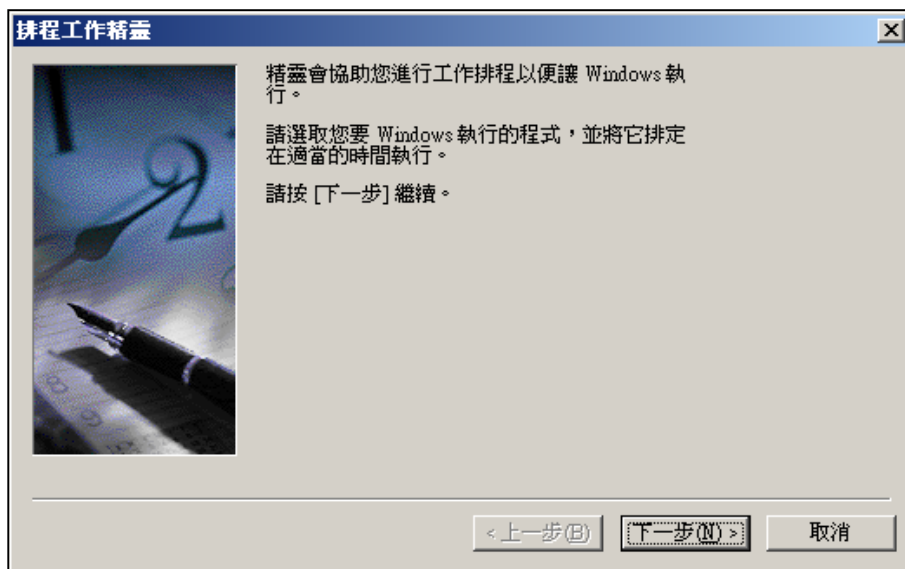 排程工作精靈
精靈會協助您進行工作排程以便讓 Windows 執
行。
請選取您要 Windows 執行的程式，並將它排定
在適當的時間執行。
請按 [下一步] 繼續。
2
< 上一步(B)
下一步(N) >
取消